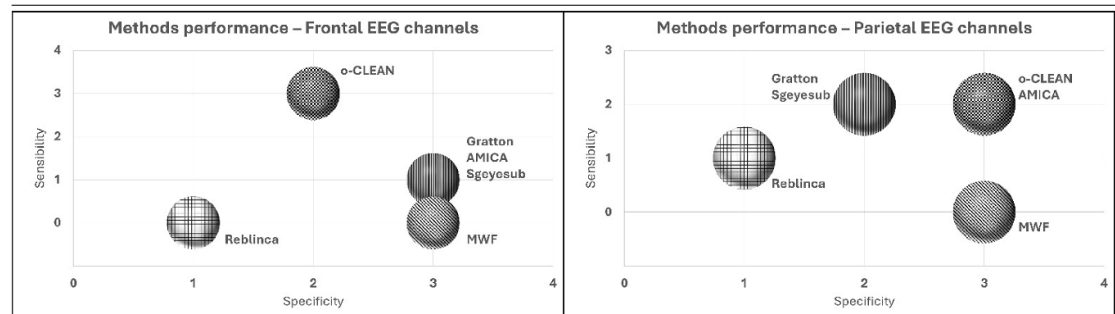 Methods performance – Frontal EEG channels
4
3
2
1
0
Sensibility
o-CLEAN
Gratton
AMICA
Sgeyesub
Reblinca
MWF
0 1 2 3 4
Specificity
Methods performance – Parietal EEG channels
3
2
1
0
Sensibility
Gratton
Sgeyesub
o-CLEAN
AMICA
Reblinca
MWF
0 1 2 3 4
Specificity